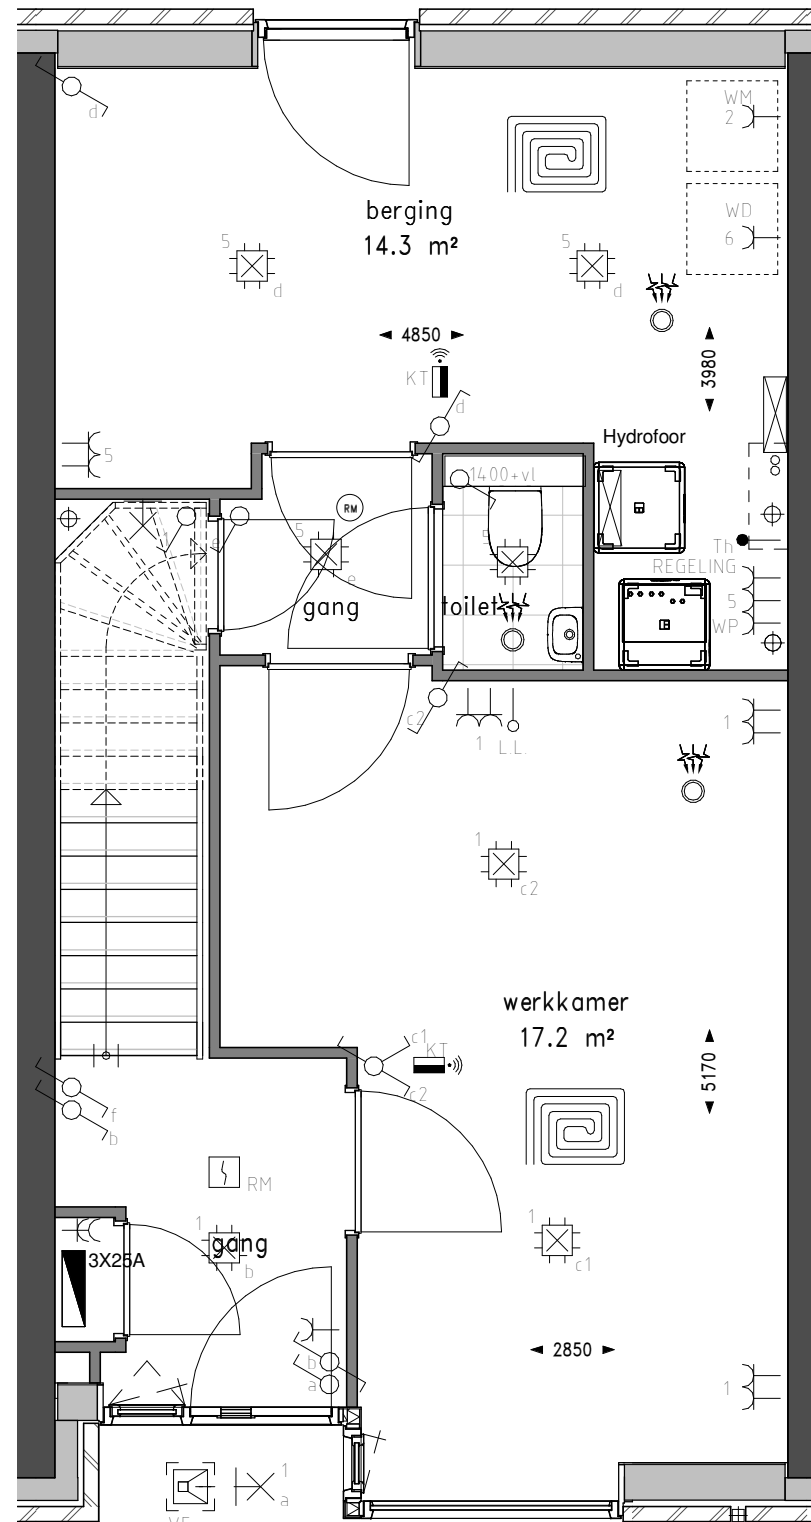 d
WM
2
berging
14.3 m²
WD
6
5
d
5
d
4850
3980
KT
d
5
Hydrofoor
1400+vl
RM
5
e
e
gang
toilet
Th
REGELING
5
WP
c2
1
L.L.
1
1
c2
werkkamer
17.2 m²
c1
KT
c2
5170
f
b
RM
1
gang
b
3X25A
1
c1
2850
b
a
1
1
a